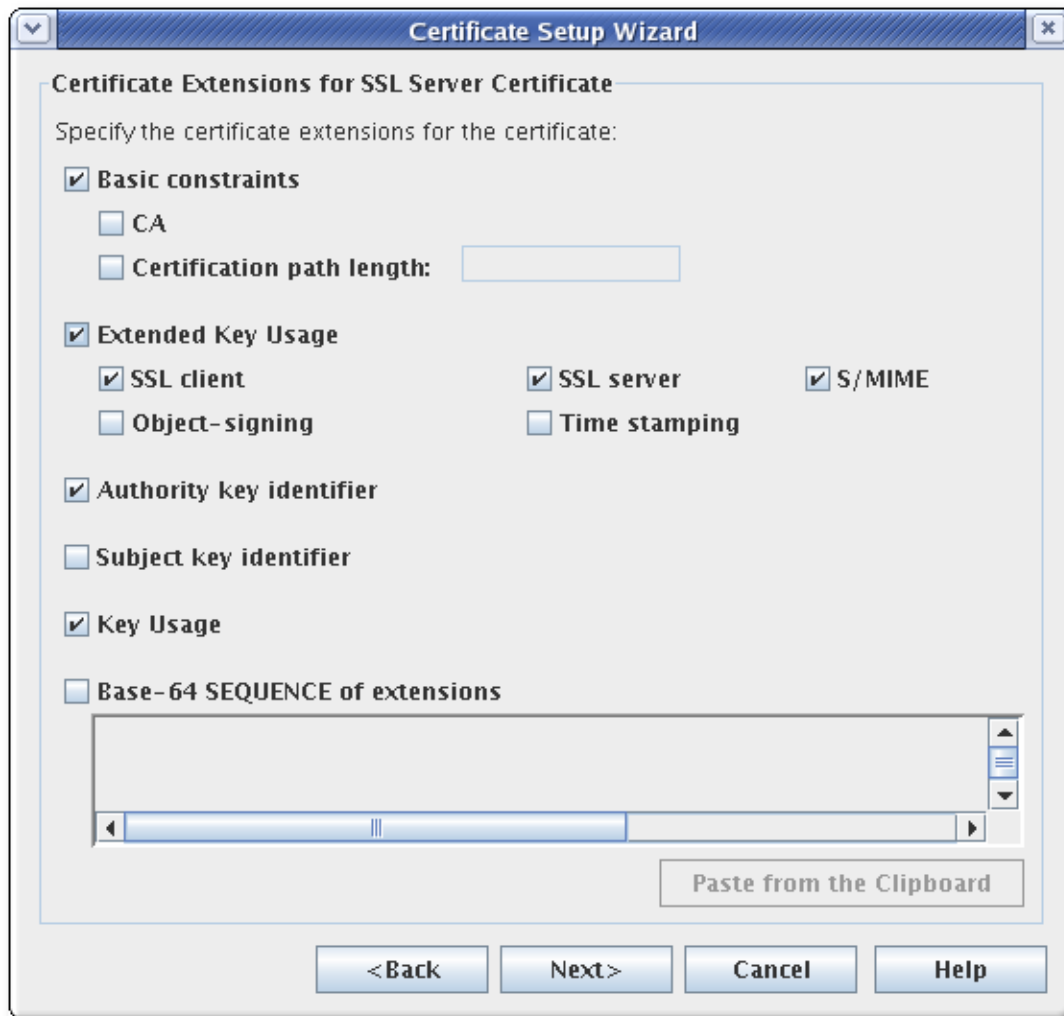 Certificate Setup Wizard
Certificate Extensions for SSL Server Certificate
Specify the certificate extensions for the certificate:
Basic constraints
CA
Certification path length:
Extended Key Usage
SSL client SSL server S/MIME
Object-signing Time stamping
Authority key identifier
Subject key identifier
Key Usage
Base-64 SEQUENCE of extensions
Paste from the Clipboard
<Back Next> Cancel Help